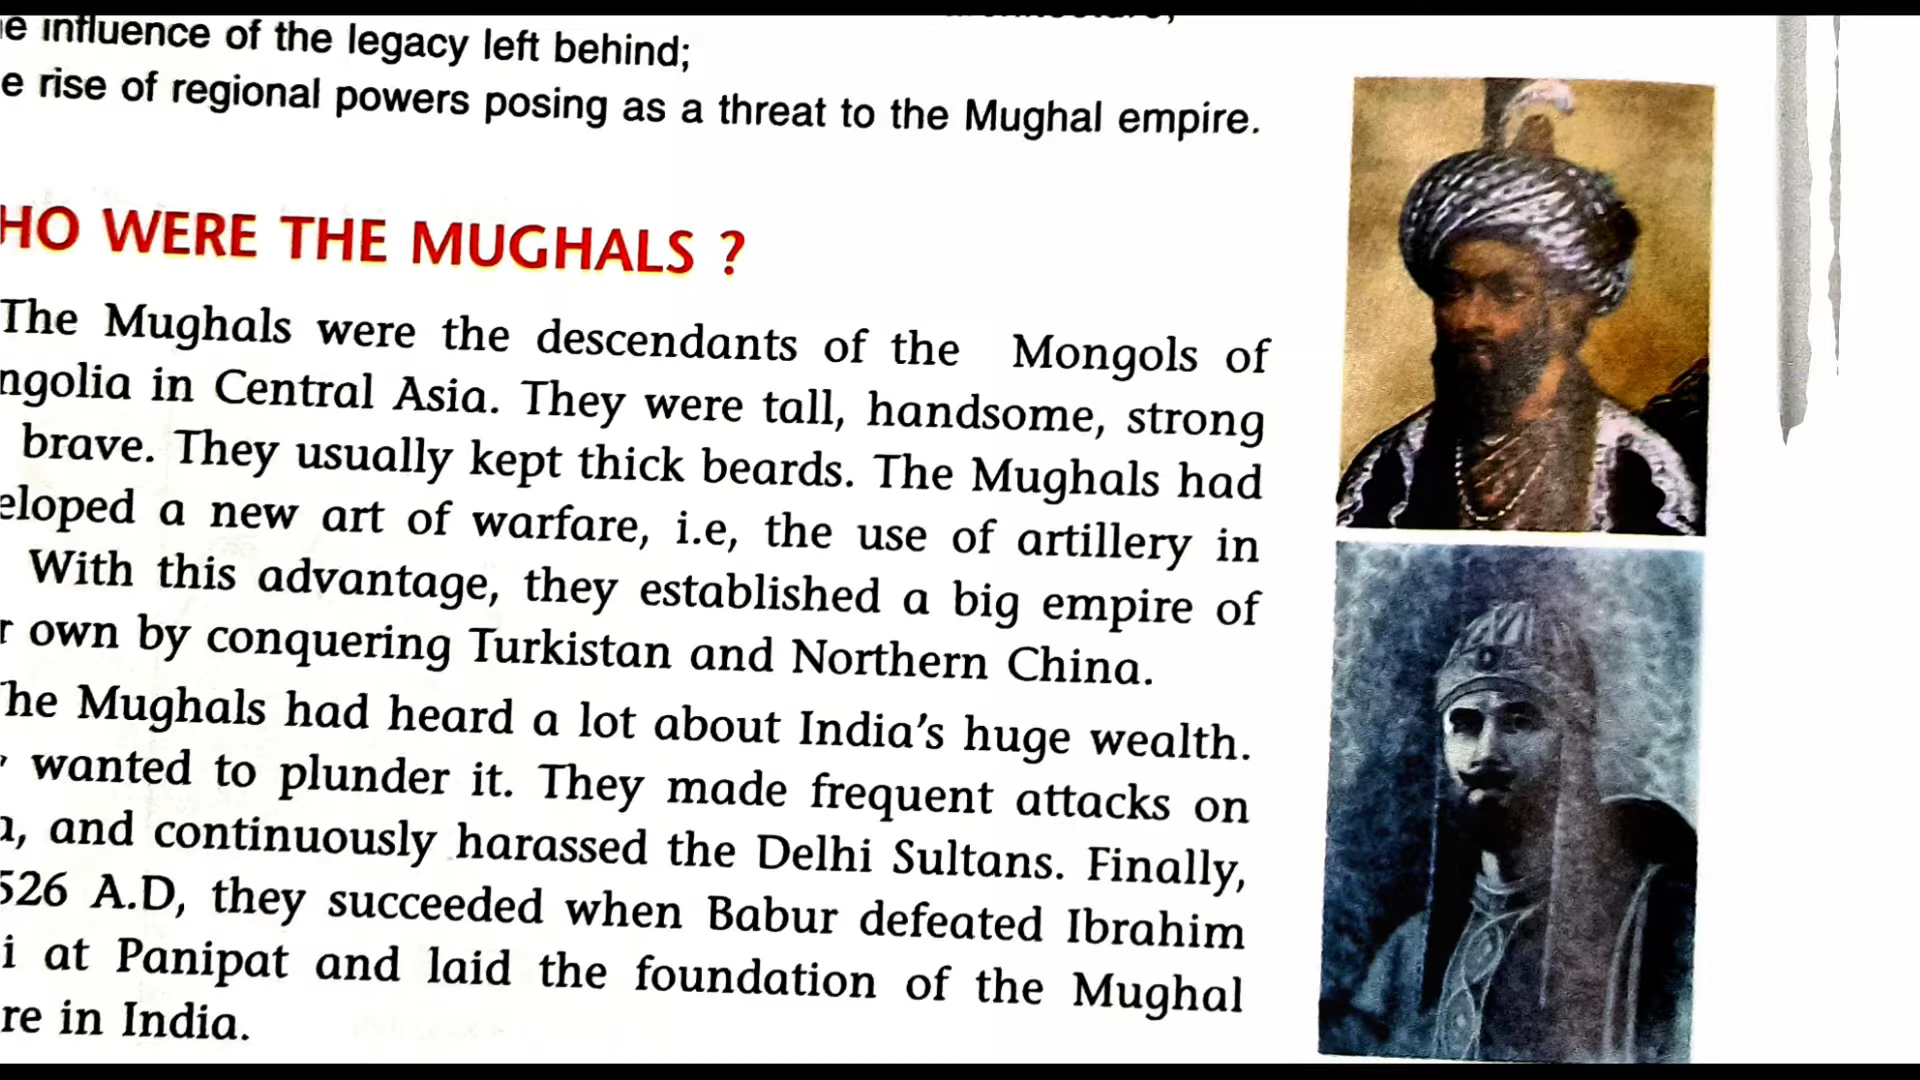 e influence of the legacy left behind;
e rise of regional powers posing as a threat to the Mughal empire.
HO WERE THE MUGHALS ?
The Mughals were the descendants of the Mongols of
ngolia in Central Asia. They were tall, handsome, strong
brave. They usually kept thick beards. The Mughals had
eloped a new art of warfare, i.e, the use of artillery in
With this advantage, they established a big empire of
r own by conquering Turkistan and Northern China.
he Mughals had heard a lot about India's huge wealth.
wanted to plunder it. They made frequent attacks on
a, and continuously harassed the Delhi Sultans. Finally,
526 A.D, they succeeded when Babur defeated Ibrahim
i at Panipat and laid the foundation of the Mughal
re in India.